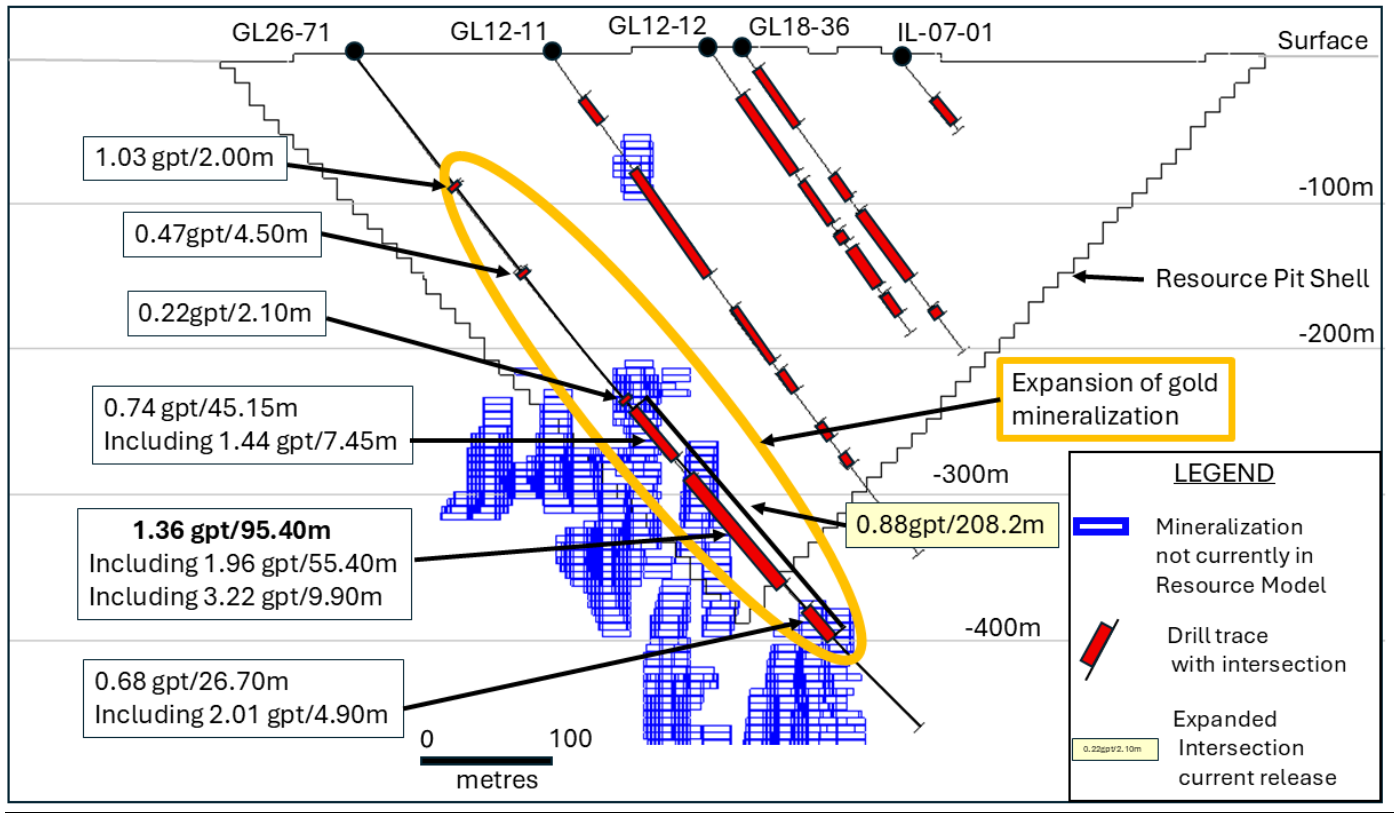 GL26-71
GL12-11
GL12-12
GL18-36
IL-07-01
Surface
1.03 gpt/2.00m
0.47gpt/4.50m
0.22gpt/2.10m
0.74 gpt/45.15m
Including 1.44 gpt/7.45m
1.36 gpt/95.40m
Including 1.96 gpt/55.40m
Including 3.22 gpt/9.90m
0.68 gpt/26.70m
Including 2.01 gpt/4.90m
0 100
metres
-100m
Resource Pit Shell
-200m
Expansion of gold
mineralization
-300m
0.88gpt/208.2m
-400m
LEGEND
Mineralization
not currently in
Resource Model
Drill trace
with intersection
Expanded
Intersection
current release
0.22gpt/2.10m